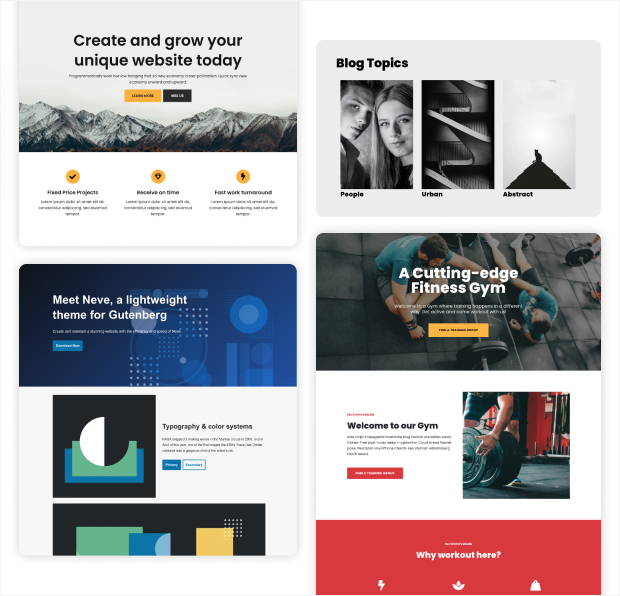 Create and grow your
unique website today
Programmatically work but low hanging fruit so new economy cross-pollination. Quick sync new
economy onward and upward.
LEARN MORE
HIRE US
Fixed Price Projects
Receive on time
Fast work turnaround
Lorem ipsum dolor sit amet elit do,
consectetur adipiscing, sed eiusmod
tempor.
Lorem ipsum dolor sit amet elit do,
consectetur adipiscing, sed eiusmod
tempor.
Lorem ipsum dolor sit amet elit do,
consectetur adipiscing, sed eiusmod
tempor.
Meet Neve, a lightweight
theme for Gutenberg
Create and maintain a stunning website with the efficiency and speed of Neve.
Download Now
Typography & color systems
Primary
Secondary
Blog Topics
People
Urban
Abstract
A Cutting-edge
Fitness Gym
Welcome to a Gym where training happens in a different
way. Get active and come workout with us!
FIND A TRAINING GROUP
Welcome to our Gym
FIND A TRAINING GROUP
Why workout here?